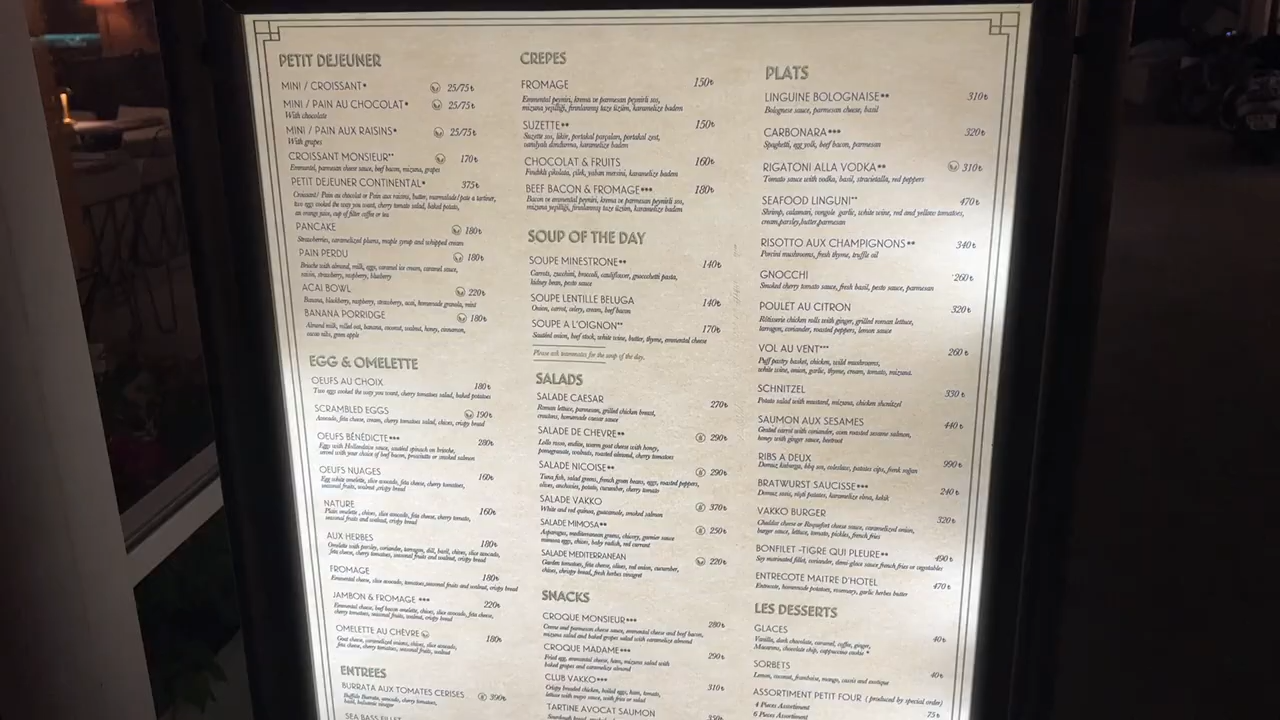 PETIT DEJEUNER
MINI / CROISSANT* 25/75₺
MINI / PAIN AU CHOCOLAT* 25/75₺
With chocolate
MINI / PAIN AUX RAISINS* 25/75₺
With grapes
CROISSANT MONSIEUR** 170₺
Emmental, parmesan cheese sauce, beef bacon, mizuna, grapes
PETIT DEJEUNER CONTINENTAL* 375₺
Croissant/ Pain au chocolat or Pain aux raisins, butter, marmalade/pate a tartiner,
two eggs cooked the way you want, cherry tomato salad, baked potato,
an orange juice, cup of filter coffee or tea
PANCAKE 180₺
Strawberries, caramelized plums, maple syrup and whipped cream
PAIN PERDU 180₺
Brioche with almond, milk, eggs, caramel ice cream, caramel sauce,
raisin, strawberry, raspberry, blueberry
ACAI BOWL 220₺
Banana, blackberry, raspberry, strawberry, acai, homemade granola, mint
BANANA PORRIDGE 180₺
Almond milk, rolled oat, banana, coconut, walnut, honey, cinnamon,
cacao nibs, green apple
EGG & OMELETTE
OEUFS AU CHOIX 180₺
Two eggs cooked the way you want, cherry tomatoes salad, baked potatoes
SCRAMBLED EGGS 190₺
Avocado, feta cheese, cream, cherry tomatoes salad, chives, crispy bread
OEUFS BÉNÉDICTE*** 280₺
Eggs with Hollandaise sauce, sautéed spinach on brioche,
served with your choice of beef bacon, prosciutto or smoked salmon
OEUFS NUAGES 160₺
Egg white omelette, slice avocado, feta cheese, cherry tomatoes,
seasonal fruits, walnut ,crispy bread
NATURE 160₺
Plain omelette , chives, slice avocado, feta cheese, cherry tomato,
seasonal fruits and walnut, crispy bread
AUX HERBES 180₺
Omelette with parsley, coriander, tarragon, dill, basil, chives, slice avocado,
feta cheese, cherry tomatoes, seasonal fruits and walnut, crispy bread
FROMAGE 180₺
Emmental cheese, slice avocado, tomatoes,seasonal fruits and walnut, crispy bread
JAMBON & FROMAGE *** 220₺
Emmental cheese, beef bacon omelette, chives, slice avocado, feta cheese,
cherry tomatoes, seasonal fruits, walnut, crispy bread
OMELETTE AU CHÈVRE 180₺
Goat cheese, caramelized onions, chives, slice avocado,
feta cheese, cherry tomatoes, seasonal fruits, walnut
ENTREES
BURRATA AUX TOMATES CERISES 390₺
Buffalo Burrata, avocado, cherry tomatoes,
basil, balsamic vinegar
SEA BASS FILLET
CREPES
FROMAGE 150₺
Emmental peyniri, krema ve parmesan peynirli sos,
mizuna yeşilliği, fırınlanmış taze üzüm, karamelize badem
SUZETTE** 150₺
Suzette sos, likör, portakal parçaları, portakal zest,
vanilyalı dondurma, karamelize badem
CHOCOLAT & FRUITS 160₺
Fındıklı çikolata, çilek, yaban mersini, karamelize badem
BEEF BACON & FROMAGE*** 180₺
Bacon ve emmental peyniri, krema ve parmesan peynirli sos,
mizuna yeşilliği, fırınlanmış taze üzüm, karamelize badem
SOUP OF THE DAY
SOUPE MINESTRONE** 140₺
Carrots, zucchini, broccoli, cauliflower, gnocchetti pasta,
kidney bean, pesto sauce
SOUPE LENTILLE BELUGA 140₺
Onion, carrot, celery, cream, beef bacon
SOUPE A L'OIGNON** 170₺
Sautéed onion, beef stock, white wine, butter, thyme, emmental cheese
Please ask teammates for the soup of the day.
SALADS
SALADE CAESAR 270₺
Roman lettuce, parmesan, grilled chicken breast,
croutons, homemade caesar sauce
SALADE DE CHEVRE** 290₺
Lollo rosso, endive, warm goat cheese with honey,
pomegranate, walnuts, roasted almond, cherry tomatoes
SALADE NICOISE** 290₺
Tuna fish, salad greens, french green beans, eggs, roasted peppers,
olives, anchovies, potato, cucumber, cherry tomato
SALADE VAKKO 370₺
White and red quinoa, guacamole, smoked salmon
SALADE MIMOSA** 250₺
Asparagus, mediterranean greens, chicory, garnier sauce
mimosa eggs, chives, baby radish, red currant
SALADE MEDITERRANEAN 220₺
Garden tomatoes, feta cheese, olives, red onion, cucumber,
chives, chrispy bread, fresh herbes vinegret
SNACKS
CROQUE MONSIEUR*** 280₺
Creme and parmesan cheese sauce, emmental cheese and beef bacon,
mizuna salad and baked grapes salad with caramelize almond
CROQUE MADAME*** 290₺
Fried egg, emmental cheese, ham, mizuna salad with
baked grapes and caramelize almond
CLUB VAKKO*** 310₺
Crispy breaded chicken, boiled eggs, ham, tomato,
lettuce with mayo sauce, with fries or salad
TARTINE AVOCAT SAUMON 350₺
PLATS
LINGUINE BOLOGNAISE** 310₺
Bolognese sauce, parmesan cheese, basil
CARBONARA*** 320₺
Spaghetti, egg yolk, beef bacon, parmesan
RIGATONI ALLA VODKA** 310₺
Tomato sauce with vodka, basil, straciatella, red peppers
SEAFOOD LINGUNI** 470₺
Shrimp, calamari, vongole garlic, white wine, red and yellow tomatoes,
cream,parsley,butter,parmesan
RISOTTO AUX CHAMPIGNONS** 340₺
Porcini mushrooms, fresh thyme, truffle oil
GNOCCHI 260₺
Smoked cherry tomato sauce, fresh basil, pesto sauce, parmesan
POULET AU CITRON 320₺
Rôtisserie chicken rolls with ginger, grilled roman lettuce,
tarragon, coriander, roasted peppers, lemon sauce
VOL AU VENT*** 260₺
Puff pastry basket, chicken, wild mushrooms,
white wine, onion, garlic, thyme, cream, tomato, mizuna.
SCHNITZEL 330₺
Potato salad with mustard, mizuna, chicken shcnitzel
SAUMON AUX SESAMES 440₺
Grated carrot with coriander, corn roasted sesame salmon,
honey with ginger sauce, beetroot
RIBS A DEUX 990₺
Domuz kaburga, bbq sos, coleslaw, patates cips, frenk soğan
BRATWURST SAUCISSE*** 240₺
Domuz sosis, röşti patates, karamelize elma, kekik
VAKKO BURGER 320₺
Cheddar cheese or Roquefort cheese sauce, caramelized onion,
burger sauce, lettuce, tomato, pickles, french fries
BONFILET -TIGRE QUI PLEURE** 490₺
Soy marinated fillet, coriander, demi-glace sauce french fries or vegetables
ENTRECOTE MAITRE D'HOTEL 470₺
Entrecote, homemade potatoes, rosemary, garlic herbes butter
LES DESSERTS
GLACES 40₺
Vanilla, dark chocolate, caramel, coffee, ginger,
Macarons, chocolate chip, cappuccino cookie *
SORBETS 40₺
Lemon, coconut, framboise, mango, cassis and exotique
ASSORTIMENT PETIT FOUR ( produced by special order)
4 Pieces Assortiment 75₺
6 Pieces Assortiment